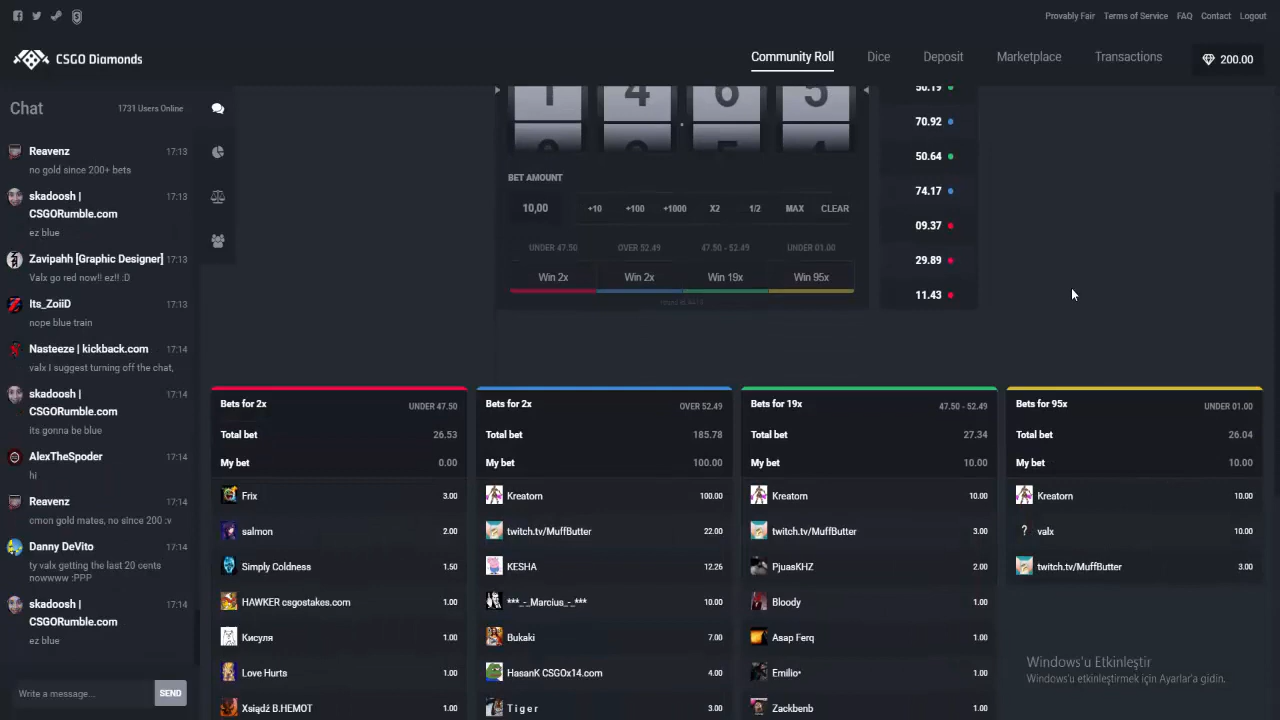 Provably Fair Terms of Service FAQ Contact Logout
CSGO Diamonds
Community Roll Dice Deposit Marketplace Transactions 200.00
Chat 1731 Users Online
Reavenz 17:13
no gold since 200+ bets
skadoosh | 17:13
CSGORumble.com
ez blue
Zavipahh [Graphic Designer] 17:13
Valx go red now!! ez!! :D
Its_ZoiiD 17:13
nope blue train
Nasteeze | kickback.com 17:14
valx I suggest turning off the chat,
skadoosh | 17:14
CSGORumble.com
its gonna be blue
AlexTheSpoder 17:14
hi
Reavenz 17:14
cmon gold mates, no since 200 :v
Danny DeVito 17:14
ty valx getting the last 20 cents
nowwww :PPP
skadoosh | 17:14
CSGORumble.com
ez blue
Write a message... SEND
1 4 6 5
BET AMOUNT
10,00 +10 +100 +1000 X2 1/2 MAX CLEAR
UNDER 47.50 OVER 52.49 47.50 - 52.49 UNDER 01.00
Win 2x Win 2x Win 19x Win 95x
50.19
70.92
50.64
74.17
09.37
29.89
11.43
Bets for 2x UNDER 47.50
Total bet 26.53
My bet 0.00
Frix 3.00
salmon 2.00
Simply Coldness 1.50
HAWKER csgostakes.com 1.00
Кисуля 1.00
Love Hurts 1.00
Xsiądź B.HEMOT 1.00
Bets for 2x OVER 52.49
Total bet 185.78
My bet 100.00
Kreatorn 100.00
twitch.tv/MuffButter 22.00
KESHA 12.26
***_-_Marcius_-_*** 10.00
Bukaki 7.00
HasanK CSGOx14.com 4.00
T i g e r 3.00
Bets for 19x 47.50 - 52.49
Total bet 27.34
My bet 10.00
Kreatorn 10.00
twitch.tv/MuffButter 3.00
PjuasKHZ 2.00
Bloody 1.00
Asap Ferq 1.00
Emilio• 1.00
Zackbenb 1.00
Bets for 95x UNDER 01.00
Total bet 26.04
My bet 10.00
Kreatorn 10.00
valx 10.00
twitch.tv/MuffButter 3.00
Windows'u Etkinleştir
Windows'u etkinleştirmek için Ayarlar'a gidin.